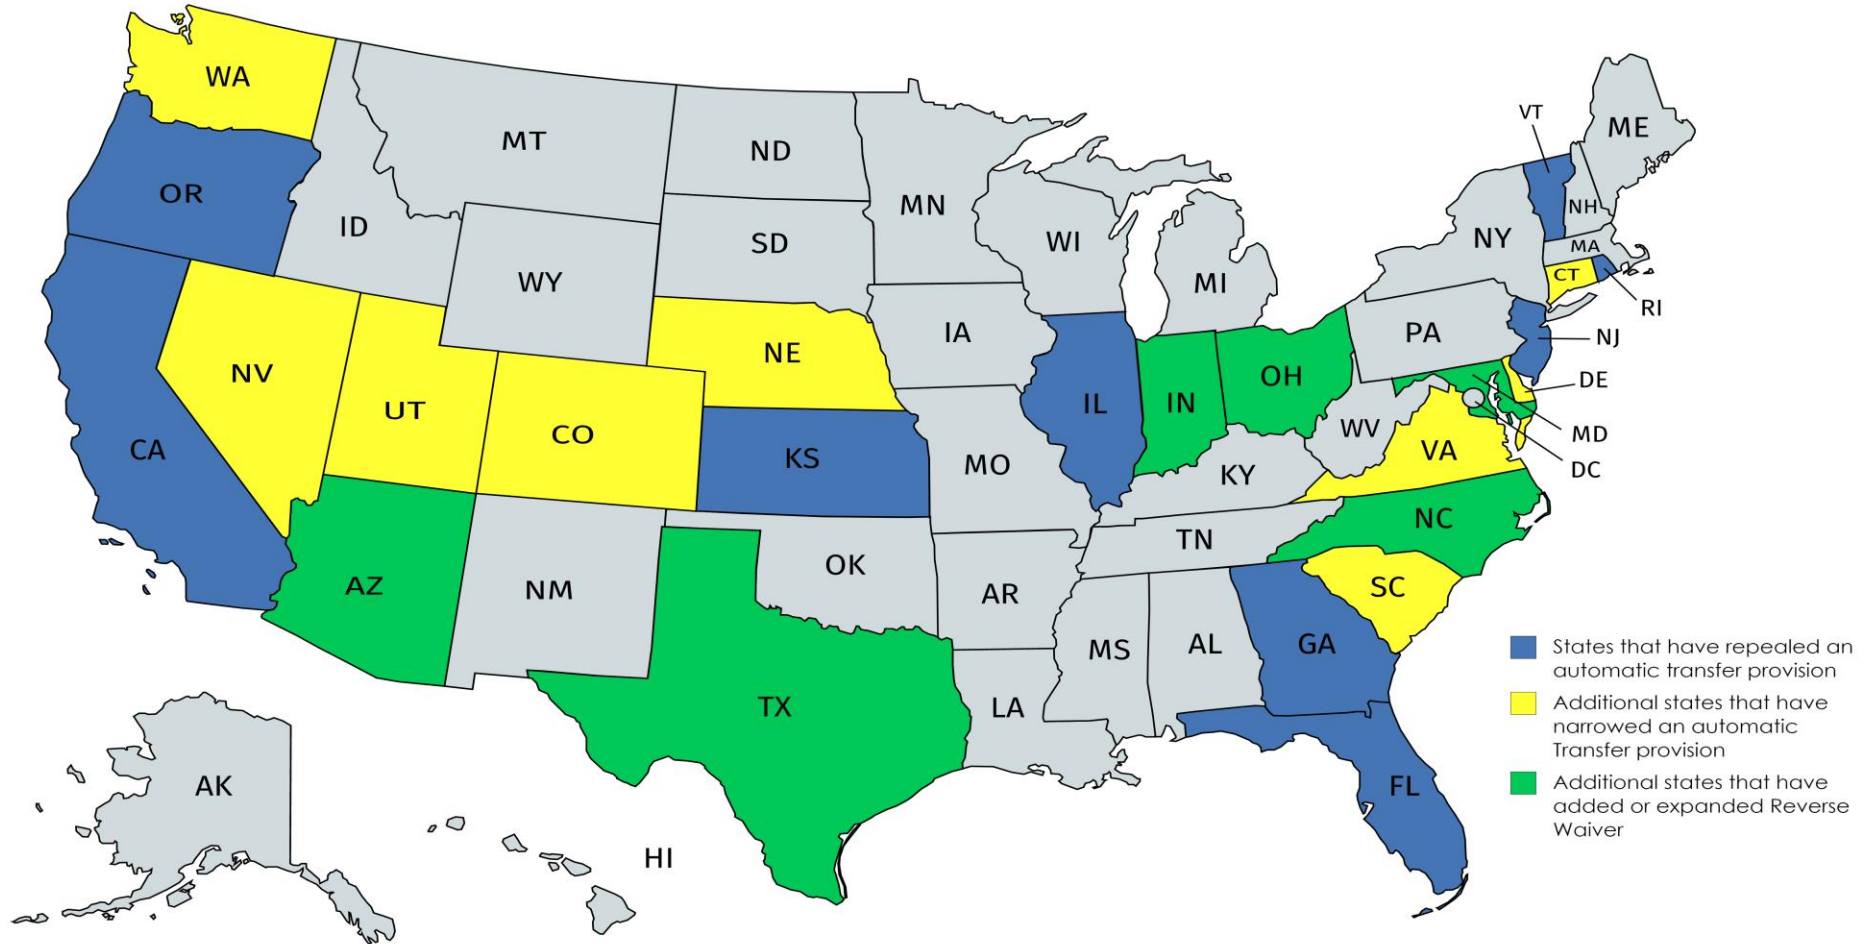 WA
MT
ND
MN
VT
ME
OR
ID
SD
WI
NY
NH
MA
CT
WY
MI
RI
IA
PA
NJ
NV
NE
OH
DE
UT
CO
IL
IN
CA
KS
MO
WV
VA
MD
DC
KY
NC
TN
AZ
NM
OK
AR
SC
MS
AL
GA
TX
LA
FL
AK
HI
States that have repealed an
automatic transfer provision
Additional states that have
narrowed an automatic
Transfer provision
Additional states that have
added or expanded Reverse
Waiver